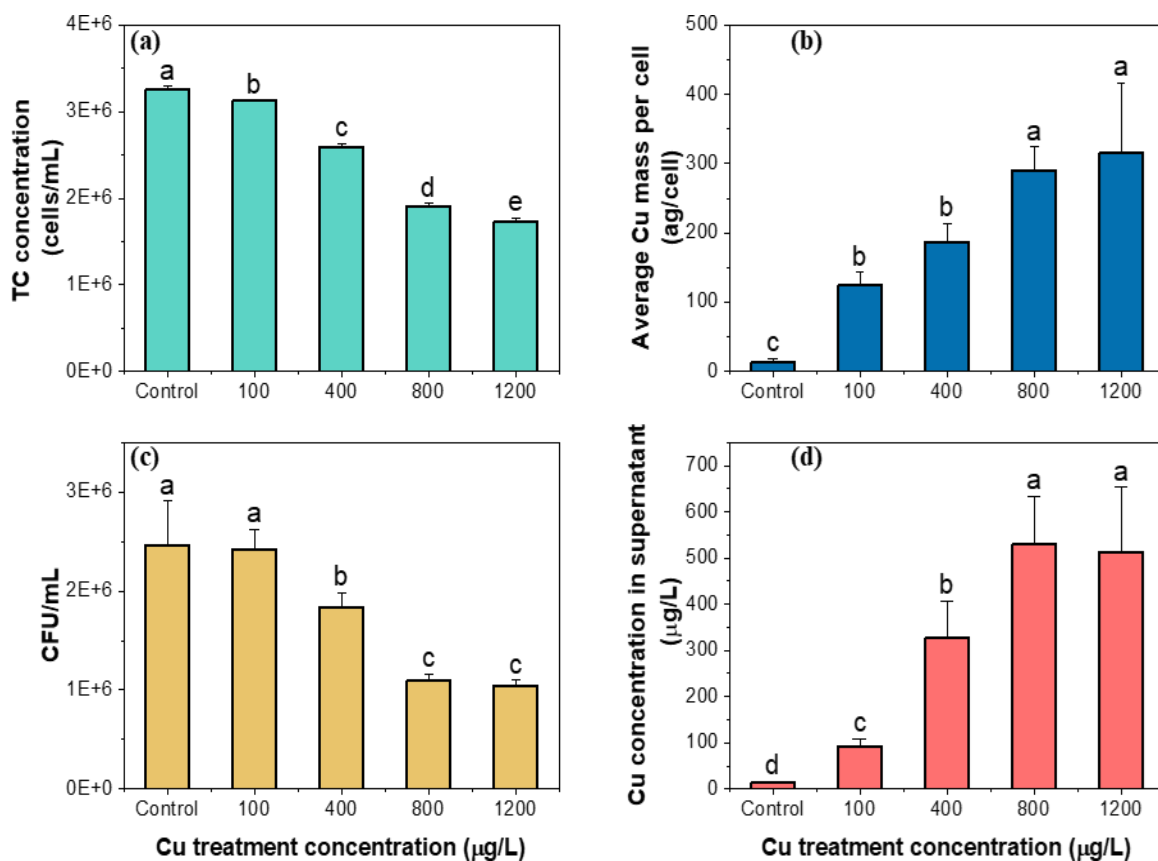 (a)
TC concentration
(cells/mL)
4E+6
3E+6
2E+6
1E+6
0E+0
a
b
c
d
e
Control 100 400 800 1200
(b)
Average Cu mass per cell
(ag/cell)
500
400
300
200
100
0
c
b
b
a
a
Control 100 400 800 1200
(c)
CFU/mL
3E+6
2E+6
1E+6
0E+0
a
a
b
c
c
Control 100 400 800 1200
Cu treatment concentration (μg/L)
(d)
Cu concentration in supernatant
(μg/L)
700
600
500
400
300
200
100
0
d
c
b
a
a
Control 100 400 800 1200
Cu treatment concentration (μg/L)